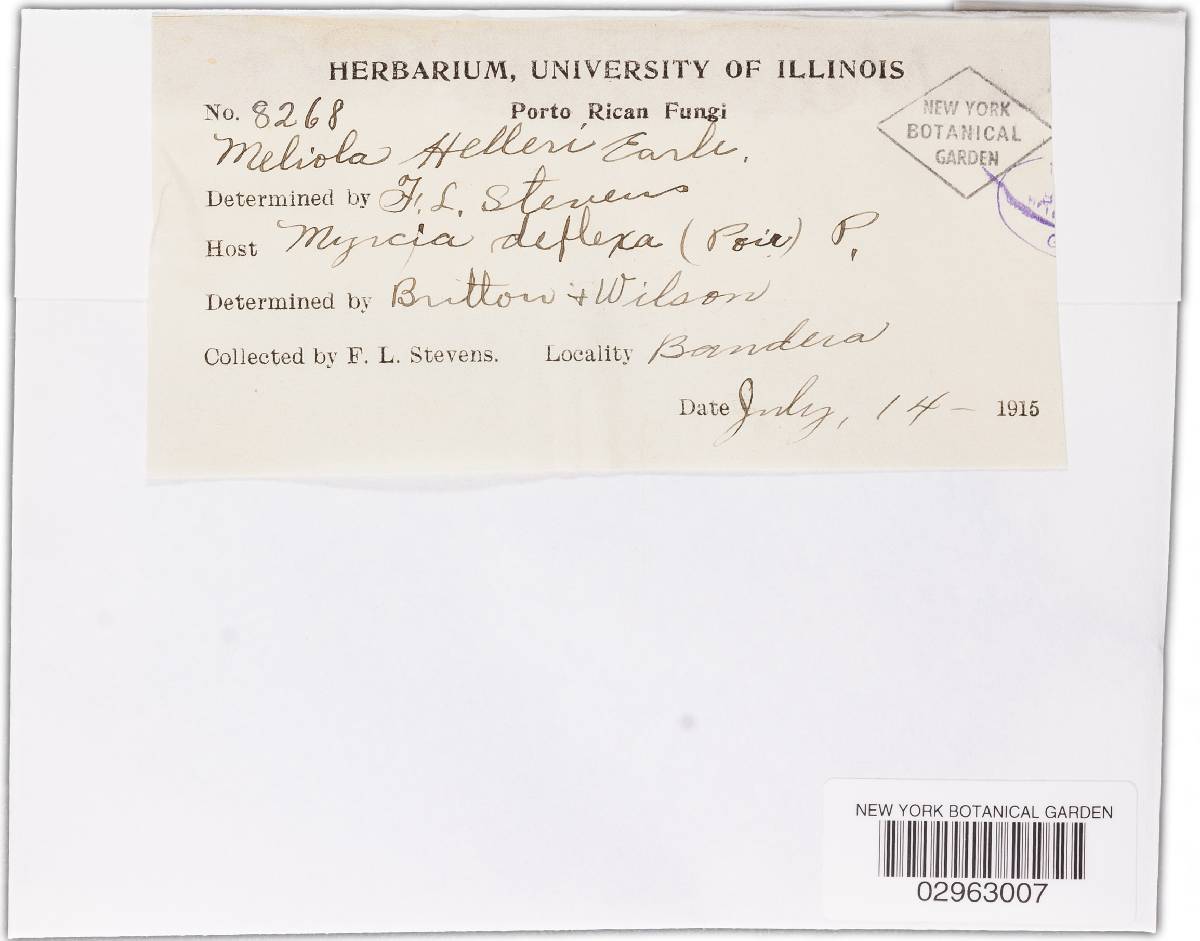 HERBARIUM, UNIVERSITY OF ILLINOIS
No. 8268 Porto Rican Fungi
Meliola Helleri Earle.
Determined by F. L. Stevens
Host Myrcia deflexa (Poir) P.
Determined by Britton + Wilson
Collected by F. L. Stevens. Locality Bandera
Date July, 14 – 1915
NEW YORK
BOTANICAL
GARDEN
NEW YORK BOTANICAL GARDEN
02963007